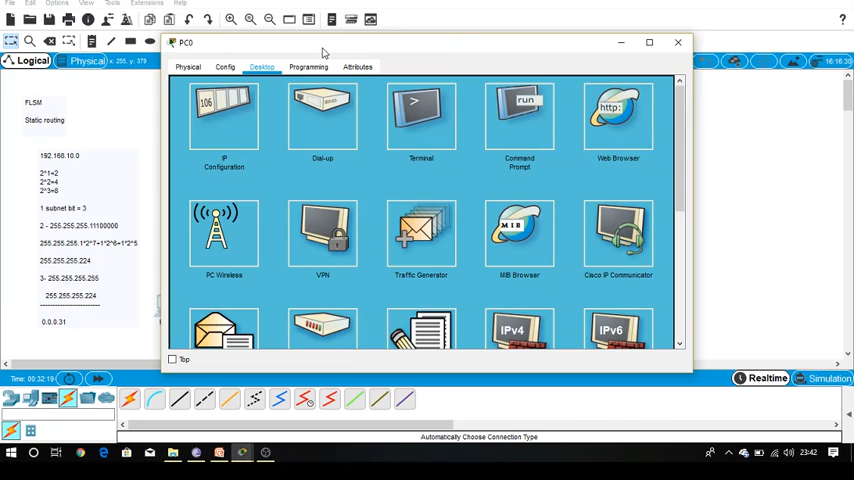 File Edit Options View Tools Extensions Help
?
PC0
Logical Physical x: 255, y: 379
16:16:30
Physical Config Desktop Programming Attributes
FLSM
Static routing
192.168.10.0
2^1=2
2^2=4
2^3=8
1 subnet bit = 3
2 - 255.255.255.11100000
255.255.255.1*2^7+1*2^6+1*2^5
255.255.255.224
3- 255.255.255.255
255.255.255.224
0.0.0.31
106
>
run
http:
IP
Configuration
Dial-up
Terminal
Command
Prompt
Web Browser
MIB
PC Wireless
VPN
Traffic Generator
MIB Browser
Cisco IP Communicator
IPv4
IPv6
Top
Time: 00:32:19
Realtime
Simulation
Automatically Choose Connection Type
23:42